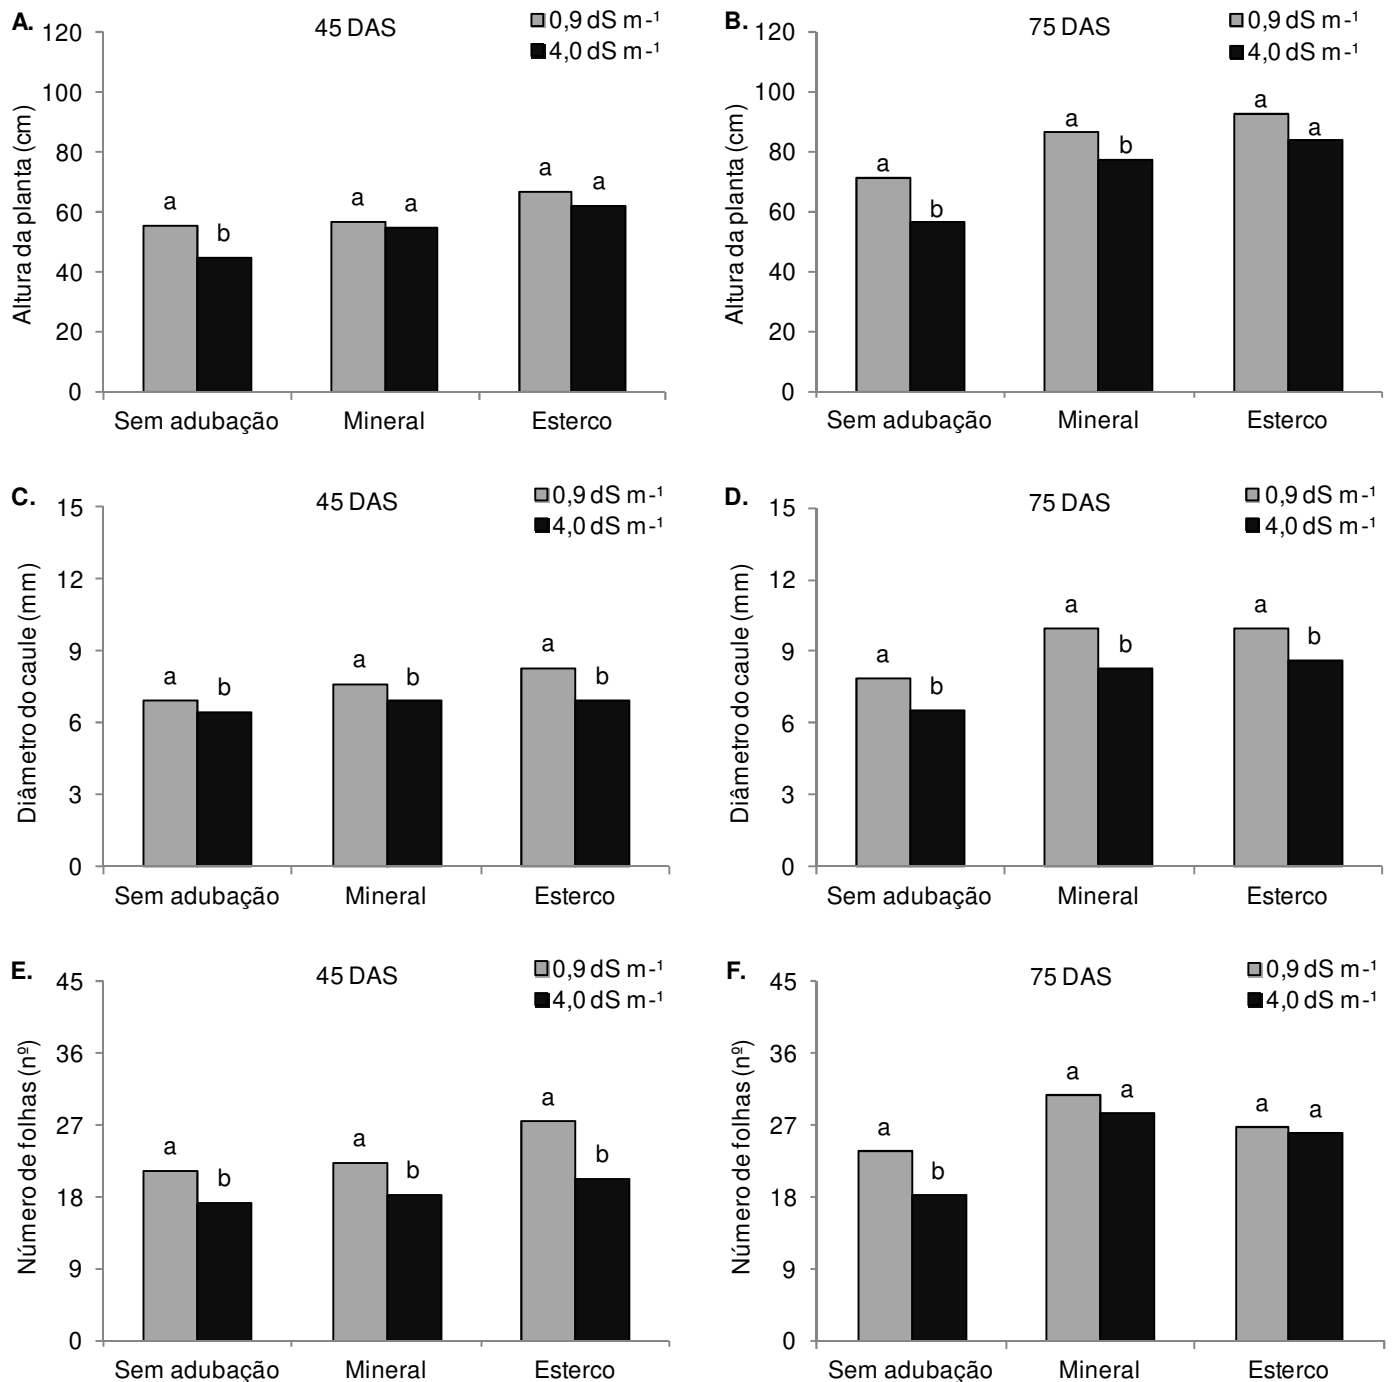 A.
45 DAS
0,9 dS m-¹
4,0 dS m-¹
Altura da planta (cm)
120
100
80
60
40
20
0
a
b
a
a
a
a
Sem adubação
Mineral
Esterco
B.
75 DAS
0,9 dS m-¹
4,0 dS m-¹
Altura da planta (cm)
120
100
80
60
40
20
0
a
b
a
b
a
a
Sem adubação
Mineral
Esterco
C.
45 DAS
0,9 dS m-¹
4,0 dS m-¹
Diâmetro do caule (mm)
15
12
9
6
3
0
a
b
a
b
a
b
Sem adubação
Mineral
Esterco
D.
75 DAS
0,9 dS m-¹
4,0 dS m-¹
Diâmetro do caule (mm)
15
12
9
6
3
0
a
b
a
b
a
b
Sem adubação
Mineral
Esterco
E.
45 DAS
0,9 dS m-¹
4,0 dS m-¹
Número de folhas (nº)
45
36
27
18
9
0
a
b
a
b
a
b
Sem adubação
Mineral
Esterco
F.
75 DAS
0,9 dS m-¹
4,0 dS m-¹
Número de folhas (nº)
45
36
27
18
9
0
a
b
a
a
a
a
Sem adubação
Mineral
Esterco